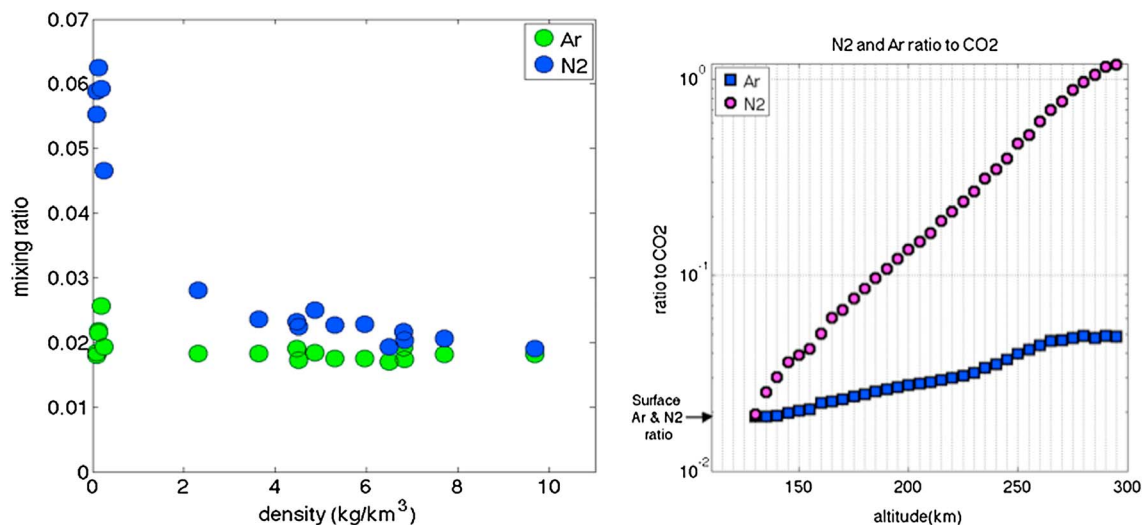 0.07
0.06
0.05
0.04
0.03
0.02
0.01
0
0
2
4
6
8
10
mixing ratio
density (kg/km³)
Ar
N2
N2 and Ar ratio to CO2
Ar
N2
10⁰
10⁻¹
10⁻²
ratio to CO2
Surface
Ar & N2
ratio
150
200
250
300
altitude(km)